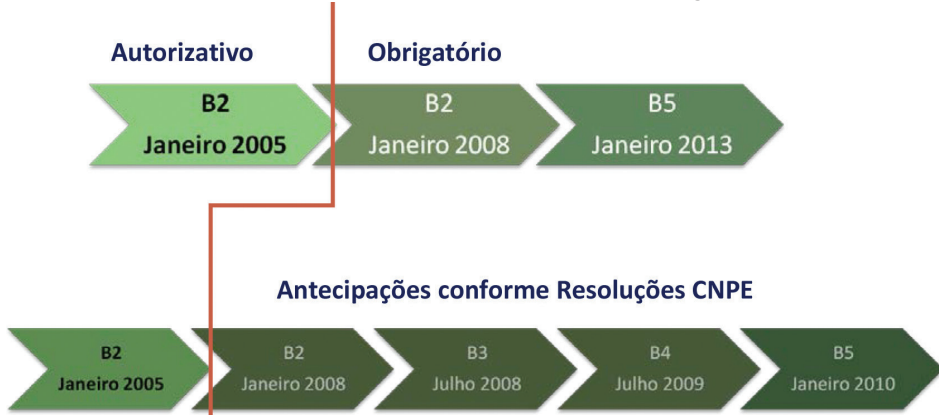 Autorizativo
Obrigatório
B2
Janeiro 2005
B2
Janeiro 2008
B5
Janeiro 2013
Antecipações conforme Resoluções CNPE
B2
Janeiro 2005
B2
Janeiro 2008
B3
Julho 2008
B4
Julho 2009
B5
Janeiro 2010